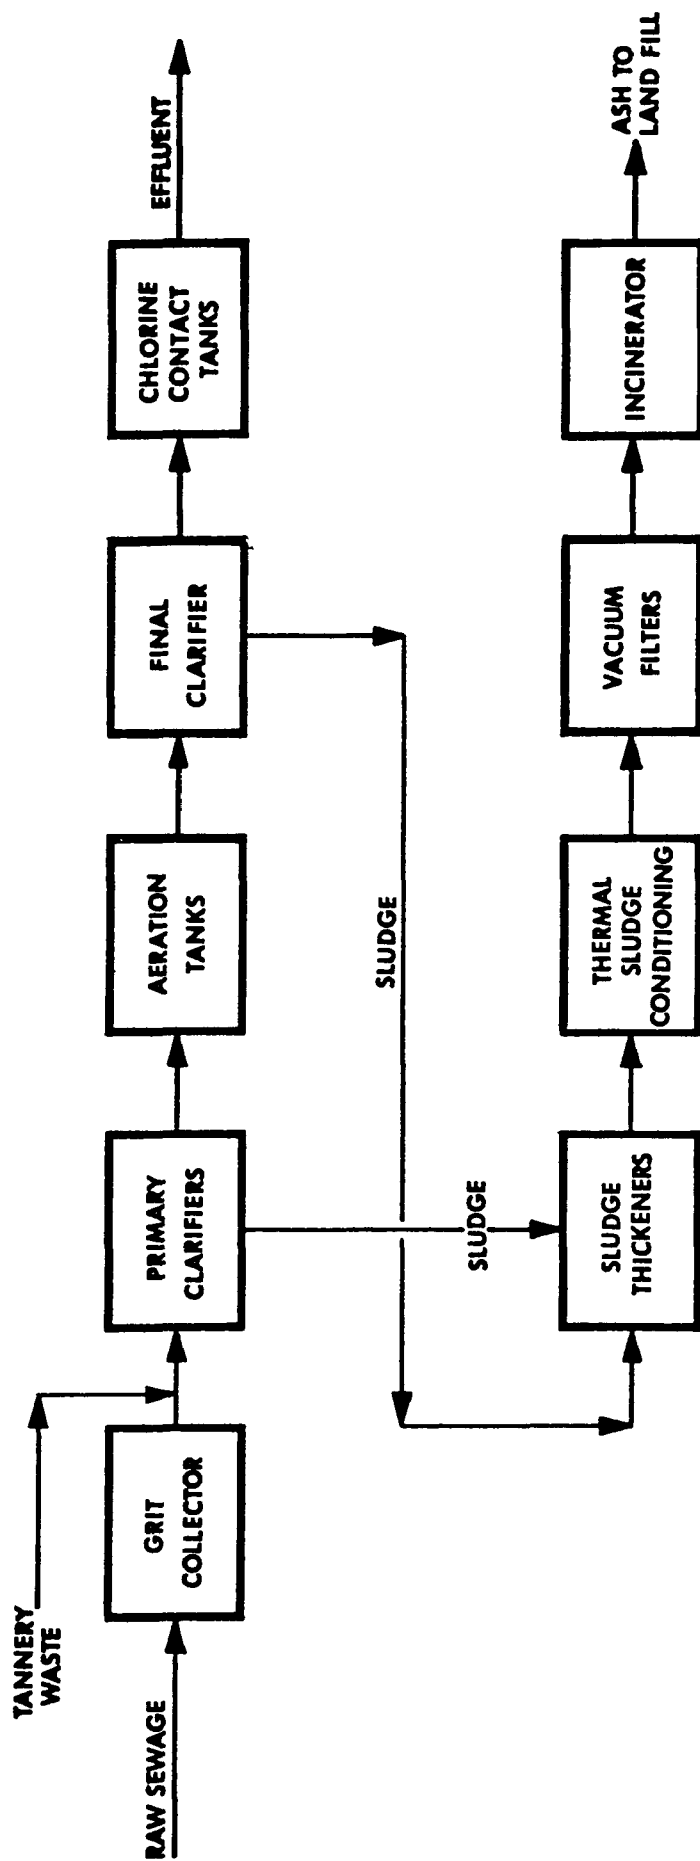 TANNERY
WASTE
RAW SEWAGE
GRIT
COLLECTOR
PRIMARY
CLARIFIERS
AERATION
TANKS
FINAL
CLARIFIER
CHLORINE
CONTACT
TANKS
EFFLUENT
SLUDGE
SLUDGE
SLUDGE
THICKENERS
THERMAL
SLUDGE
CONDITIONING
VACUUM
FILTERS
INCINERATOR
ASH TO
LAND FILL